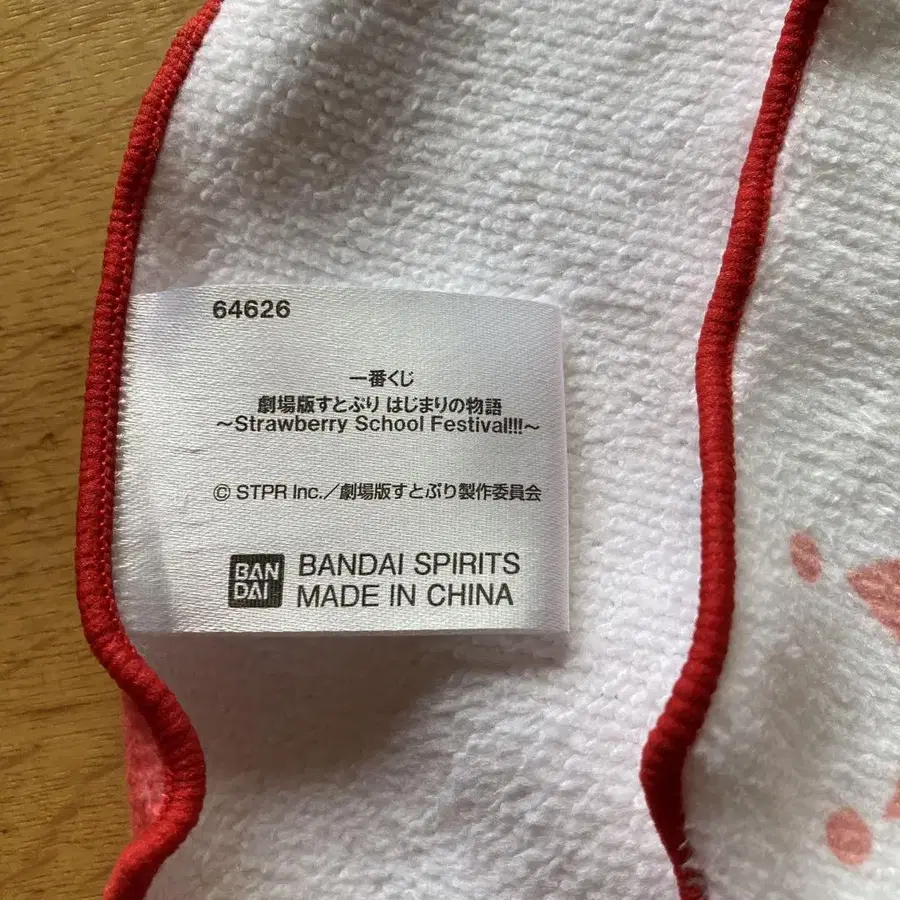 64626
一番くじ
劇場版すとぷり はじまりの物語
～Strawberry School Festival!!!～
© STPR Inc.／劇場版すとぷり製作委員会
BAN
DAI
BANDAI SPIRITS
MADE IN CHINA